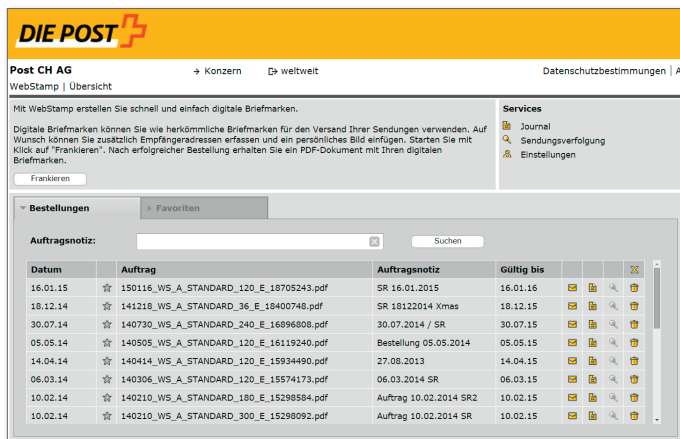 DIE POST
Post CH AG → Konzern weltweit Datenschutzbestimmungen | A
WebStamp | Übersicht
Mit WebStamp erstellen Sie schnell und einfach digitale Briefmarken.
Digitale Briefmarken können Sie wie herkömmliche Briefmarken für den Versand Ihrer Sendungen verwenden. Auf
Wunsch können Sie zusätzlich Empfängeradressen erfassen und ein persönliches Bild einfügen. Starten Sie mit
Klick auf "Frankieren". Nach erfolgreicher Bestellung erhalten Sie ein PDF-Dokument mit Ihren digitalen
Briefmarken.
Frankieren
Services
Journal
Sendungsverfolgung
Einstellungen
Bestellungen Favoriten
Auftragsnotiz: Suchen
Datum Auftrag Auftragsnotiz Gültig bis
16.01.15 150116_WS_A_STANDARD_120_E_18705243.pdf SR 16.01.2015 16.01.16
18.12.14 141218_WS_A_STANDARD_36_E_18400748.pdf SR 18122014 Xmas 18.12.15
30.07.14 140730_WS_A_STANDARD_240_E_16896808.pdf 30.07.2014 / SR 30.07.15
05.05.14 140505_WS_A_STANDARD_120_E_16119240.pdf Bestellung 05.05.2014 05.05.15
14.04.14 140414_WS_A_STANDARD_120_E_15934490.pdf 27.08.2013 14.04.15
06.03.14 140306_WS_A_STANDARD_120_E_15574173.pdf 06.03.2014 SR 06.03.15
10.02.14 140210_WS_A_STANDARD_180_E_15298584.pdf Auftrag 10.02.2014 SR2 10.02.15
10.02.14 140210_WS_A_STANDARD_300_E_15298092.pdf Auftrag 10.02.2014 SR 10.02.15